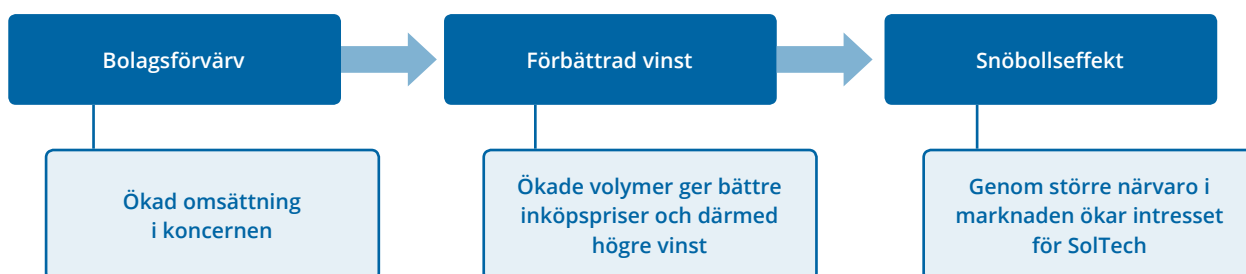 Bolagsförvärv
Förbättrad vinst
Snöbollseffekt
Ökad omsättning
i koncernen
Ökade volymer ger bättre
inköpspriser och därmed
högre vinst
Genom större närvaro i
marknaden ökar intresset
för SolTech